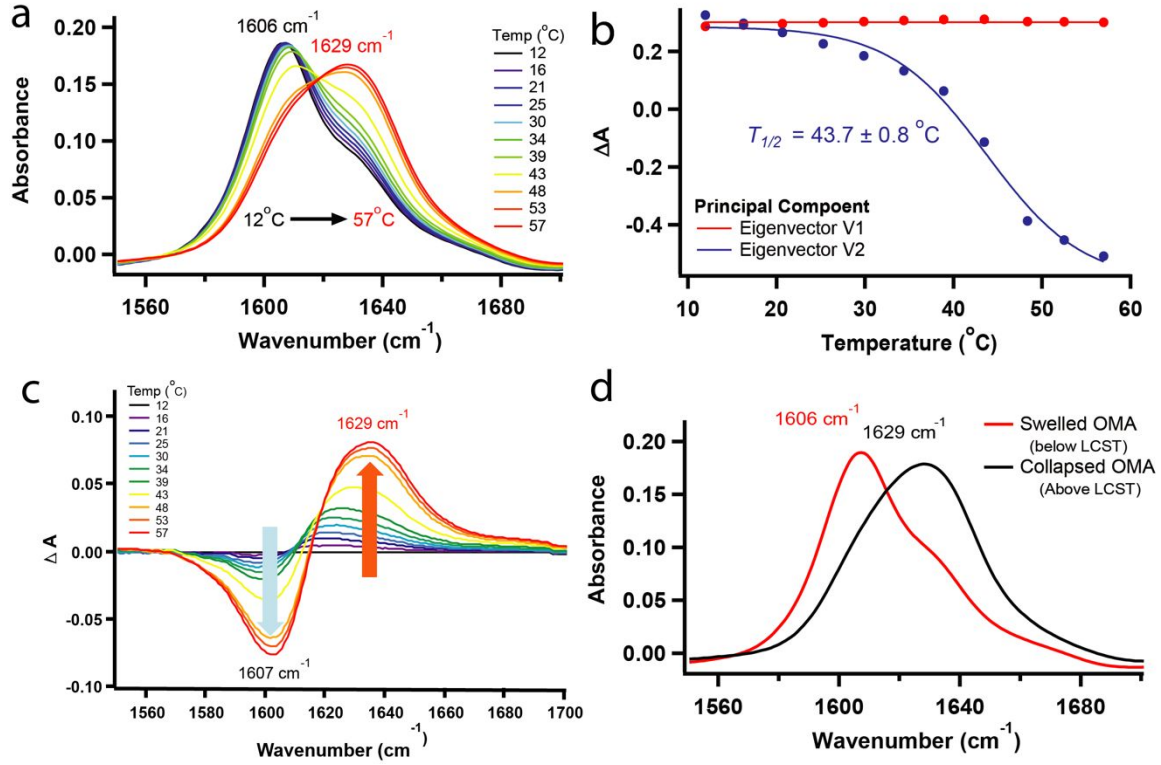 a
1606 cm⁻¹
1629 cm⁻¹
Temp (°C)
12
16
21
25
30
34
39
43
48
53
57
12°C
57°C
Absorbance
0.20
0.15
0.10
0.05
0.00
1560
1600
1640
1680
Wavenumber (cm⁻¹)
b
ΔA
0.2
0.0
-0.2
-0.4
T1/2 = 43.7 ± 0.8 °C
Principal Compoent
Eigenvector V1
Eigenvector V2
10
20
30
40
50
60
Temperature (°C)
c
Temp (°C)
12
16
21
25
30
34
39
43
48
53
57
1629 cm⁻¹
1607 cm⁻¹
Δ A
0.10
0.05
0.00
-0.05
-0.10
1560
1580
1600
1620
1640
1660
1680
1700
Wavenumber (cm⁻¹)
d
1606 cm⁻¹
1629 cm⁻¹
Swelled OMA
(below LCST)
Collapsed OMA
(Above LCST)
Absorbance
0.20
0.15
0.10
0.05
0.00
1560
1600
1640
1680
Wavenumber (cm⁻¹)